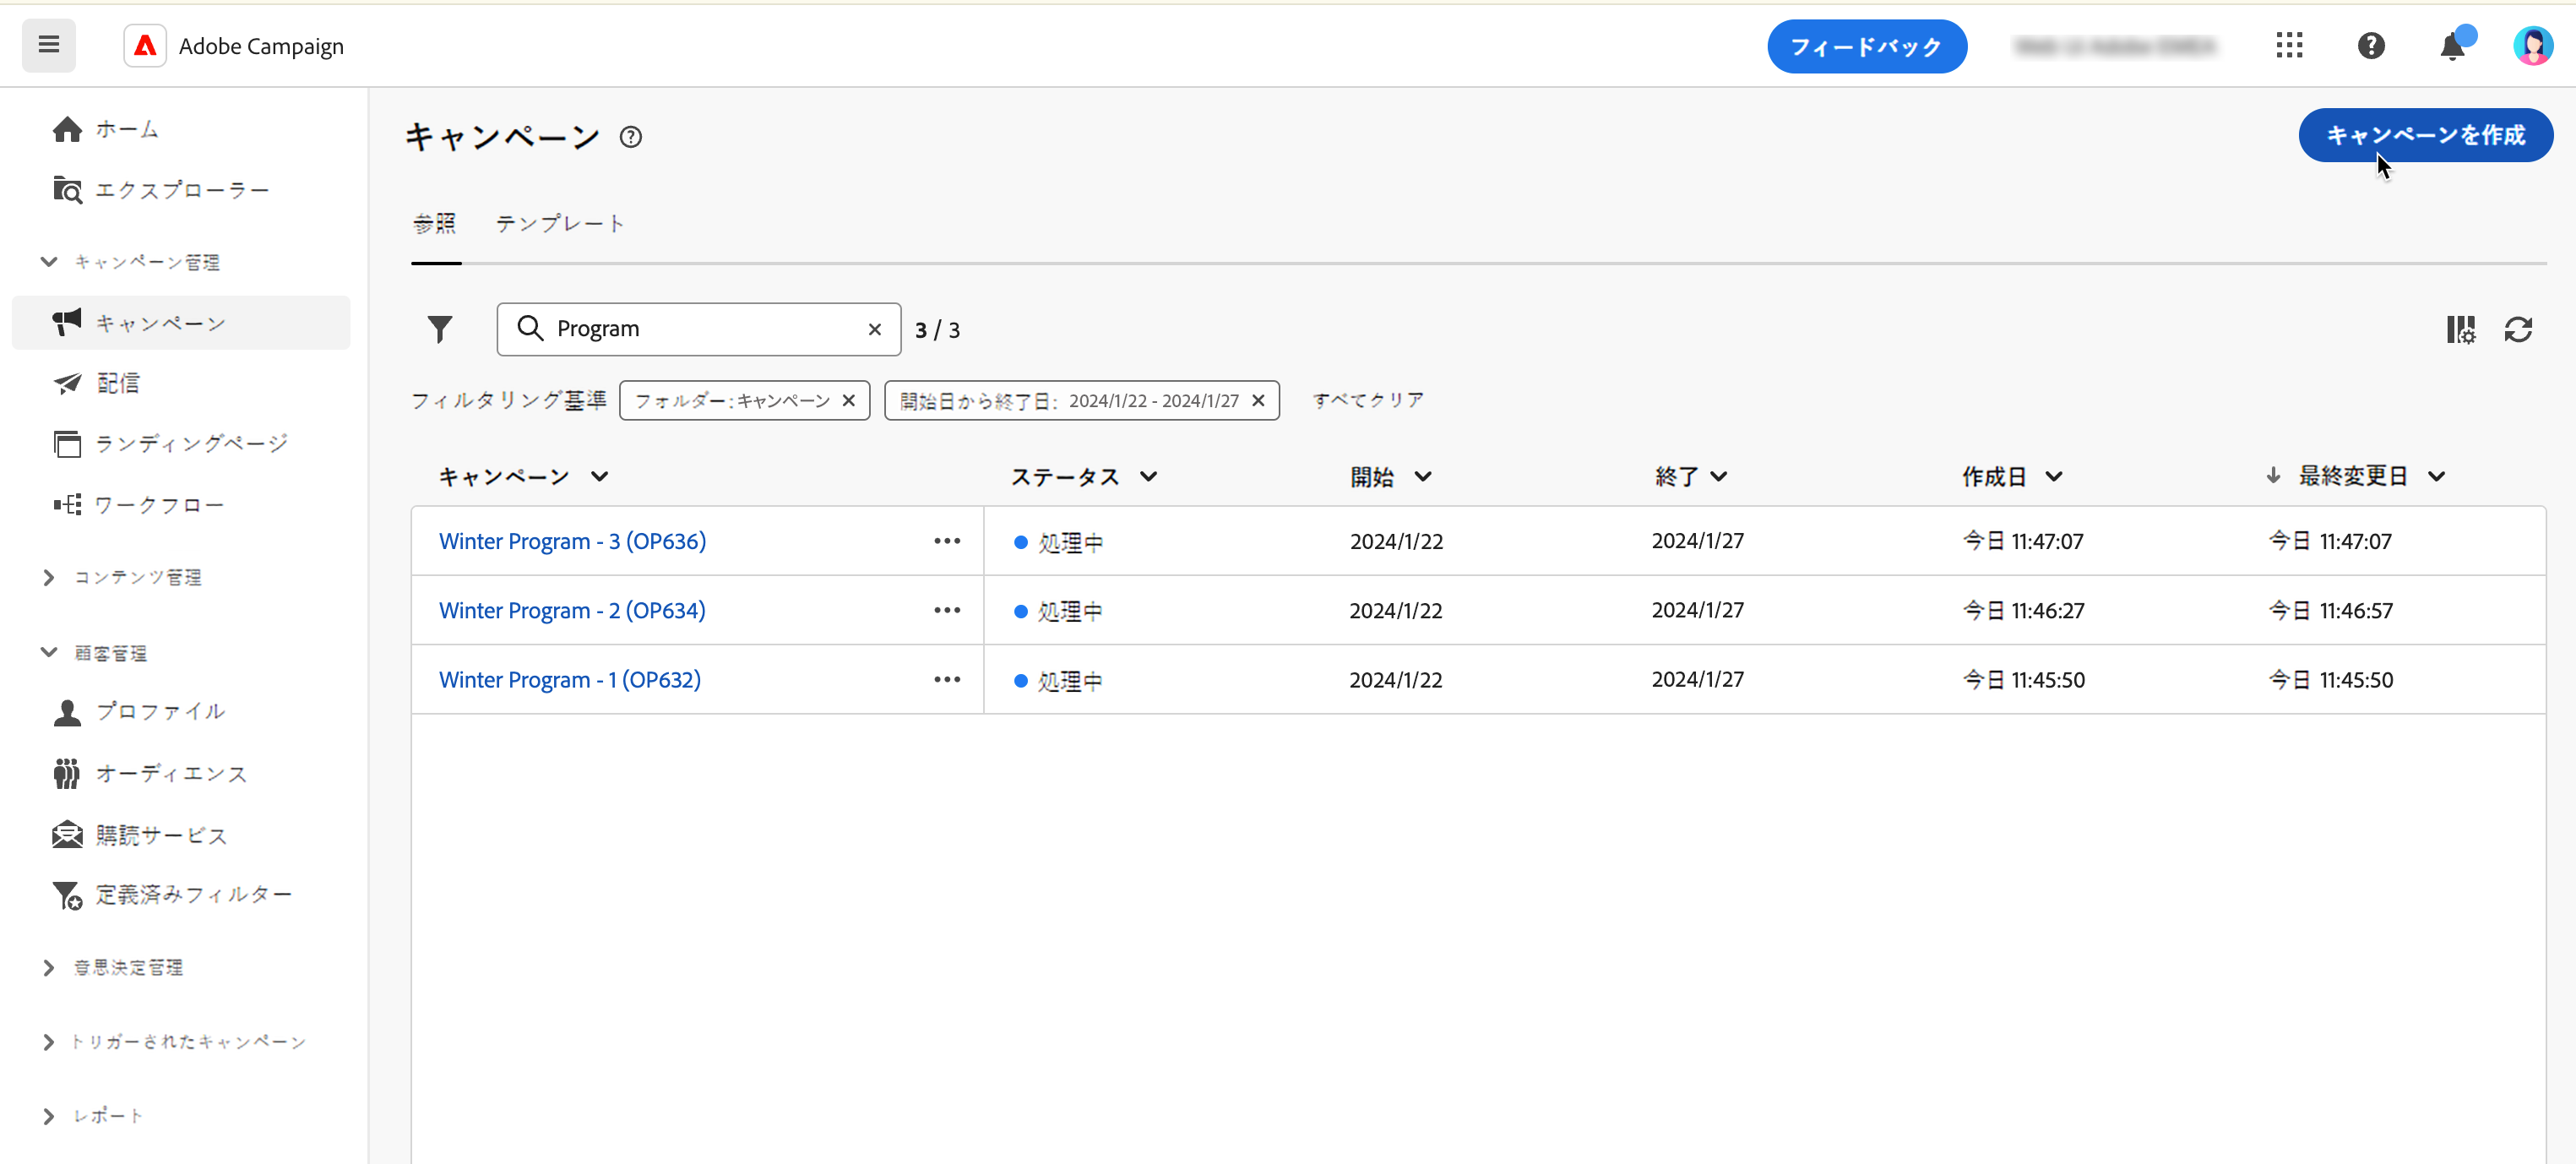 Adobe Campaign
フィードバック
キャンペーンを作成
ホーム
エクスプローラー
キャンペーン管理
キャンペーン
配信
ランディングページ
ワークフロー
コンテンツ管理
顧客管理
プロファイル
オーディエンス
購読サービス
定義済みフィルター
意思決定管理
トリガーされたキャンペーン
レポート
キャンペーン
参照 テンプレート
Program 3 / 3
フィルタリング基準 フォルダー: キャンペーン 開始日から終了日: 2024/1/22 - 2024/1/27 すべてクリア
キャンペーン ステータス 開始 終了 作成日 最終変更日
Winter Program - 3 (OP636) 処理中 2024/1/22 2024/1/27 今日 11:47:07 今日 11:47:07
Winter Program - 2 (OP634) 処理中 2024/1/22 2024/1/27 今日 11:46:27 今日 11:46:57
Winter Program - 1 (OP632) 処理中 2024/1/22 2024/1/27 今日 11:45:50 今日 11:45:50